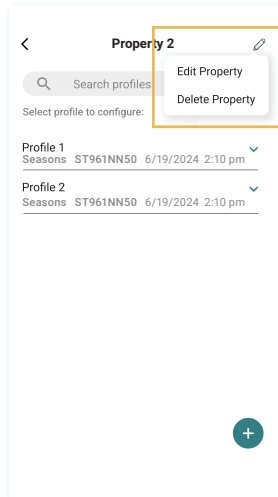 Property 2
Edit Property
Delete Property
Search profiles
Select profile to configure:
Profile 1
Seasons ST961NN50 6/19/2024 2:10 pm
Profile 2
Seasons ST961NN50 6/19/2024 2:10 pm